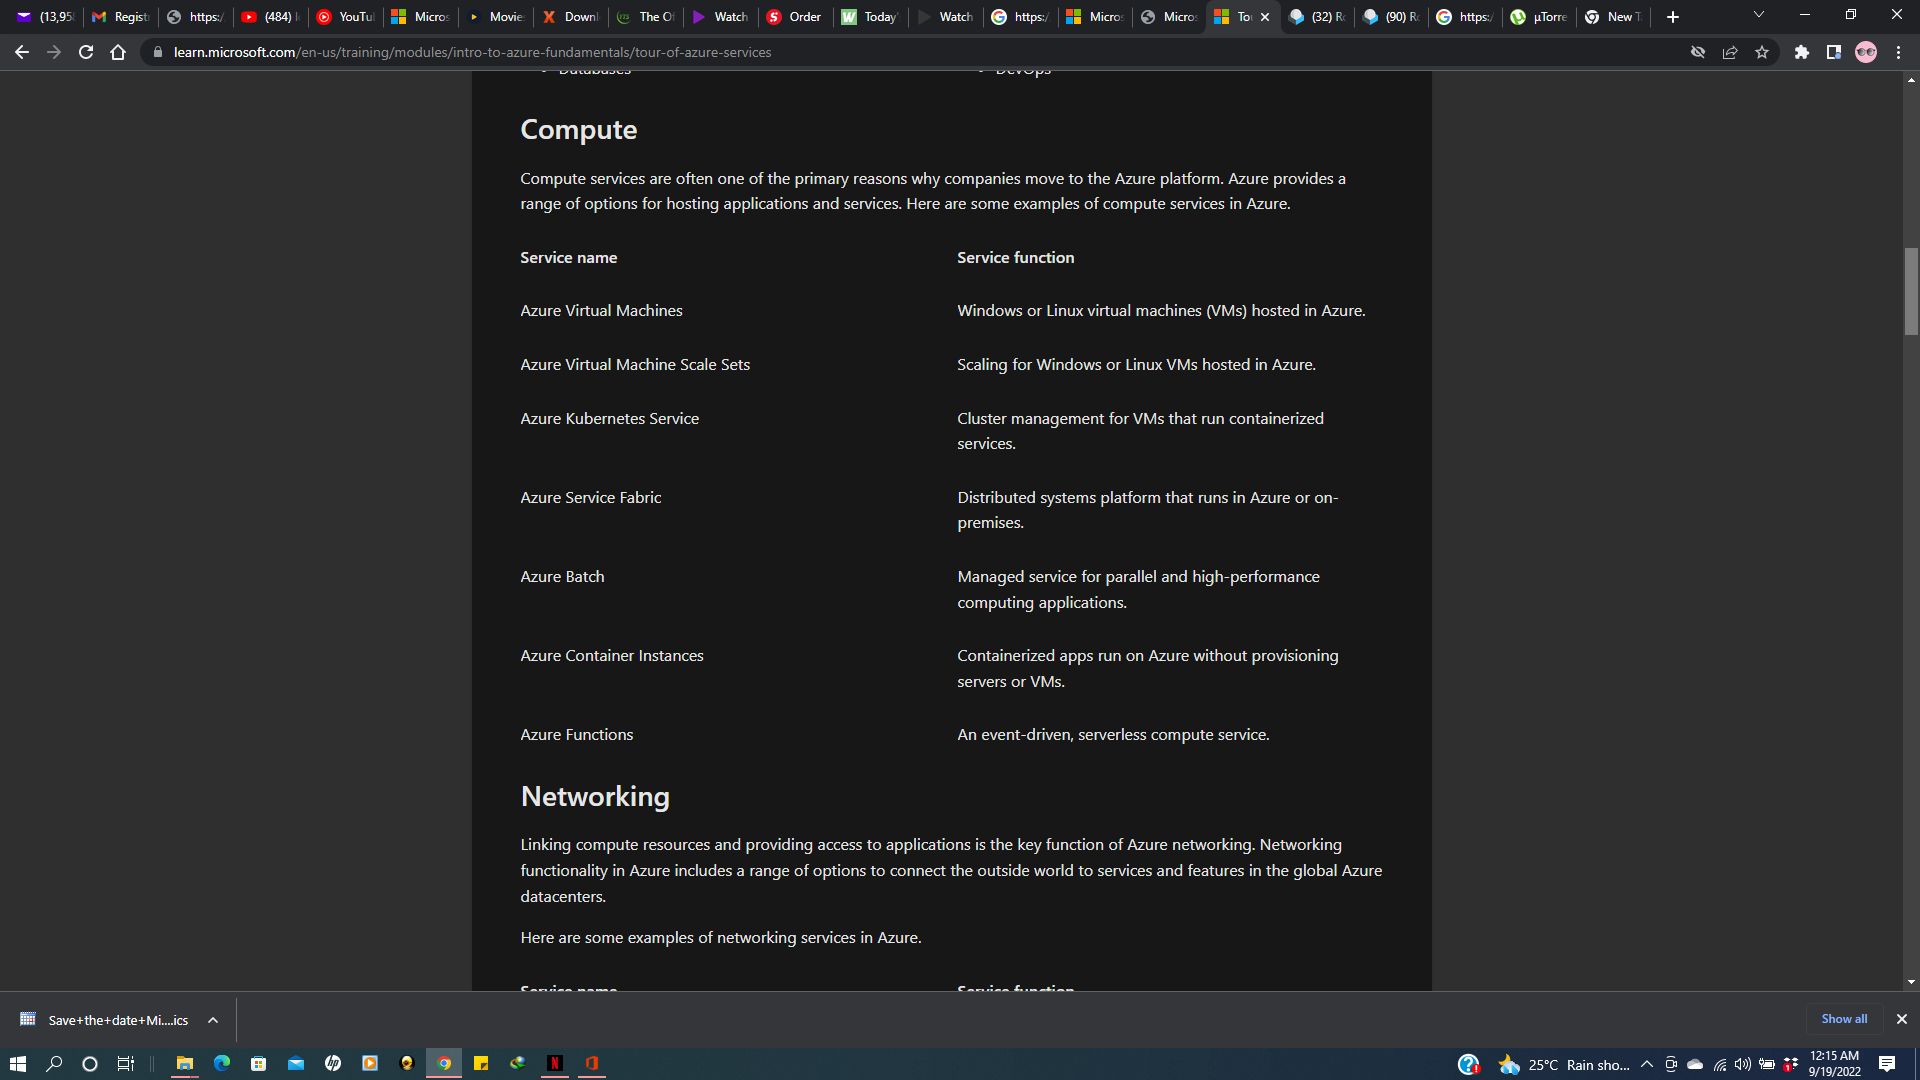 (13,95
Regist
https:/
(484) I
YouTu
Micros
Movie
Downl
The Of
Watch
Order
Today'
Watch
https:/
Micros
Micros
To
(32) Ro
(90) Ro
https:/
µTorre
New T
learn.microsoft.com/en-us/training/modules/intro-to-azure-fundamentals/tour-of-azure-services
Databases DevOps
Compute
Compute services are often one of the primary reasons why companies move to the Azure platform. Azure provides a
range of options for hosting applications and services. Here are some examples of compute services in Azure.
Service name Service function
Azure Virtual Machines Windows or Linux virtual machines (VMs) hosted in Azure.
Azure Virtual Machine Scale Sets Scaling for Windows or Linux VMs hosted in Azure.
Azure Kubernetes Service Cluster management for VMs that run containerized
services.
Azure Service Fabric Distributed systems platform that runs in Azure or on-
premises.
Azure Batch Managed service for parallel and high-performance
computing applications.
Azure Container Instances Containerized apps run on Azure without provisioning
servers or VMs.
Azure Functions An event-driven, serverless compute service.
Networking
Linking compute resources and providing access to applications is the key function of Azure networking. Networking
functionality in Azure includes a range of options to connect the outside world to services and features in the global Azure
datacenters.
Here are some examples of networking services in Azure.
Service name Service function
Save+the+date+Mi....ics
Show all
25°C Rain sho...
12:15 AM
9/19/2022